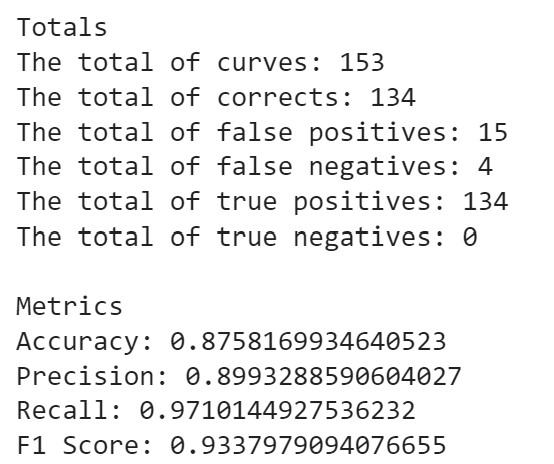 Totals
The total of curves: 153
The total of corrects: 134
The total of false positives: 15
The total of false negatives: 4
The total of true positives: 134
The total of true negatives: 0
Metrics
Accuracy: 0.8758169934640523
Precision: 0.8993288590604027
Recall: 0.9710144927536232
F1 Score: 0.9337979094076655